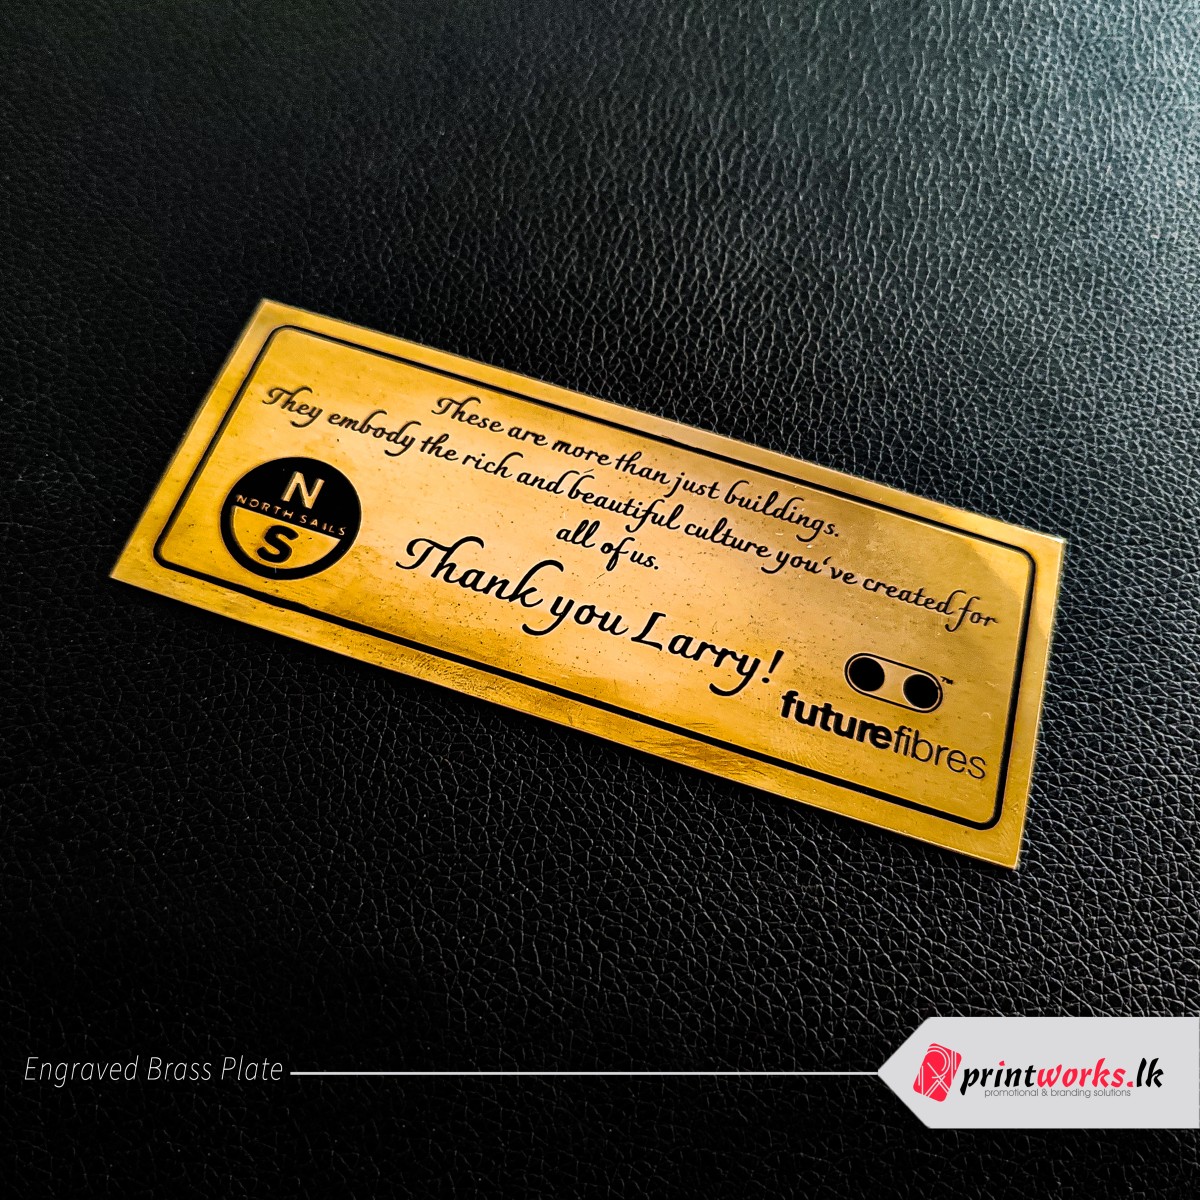 These are more than just buildings.
They embody the rich and beautiful culture you've created for
all of us.
Thank you Larry!
N
NORTH SAILS
S
™
futurefibres
Engraved Brass Plate
printworks.lk
promotional & branding solutions